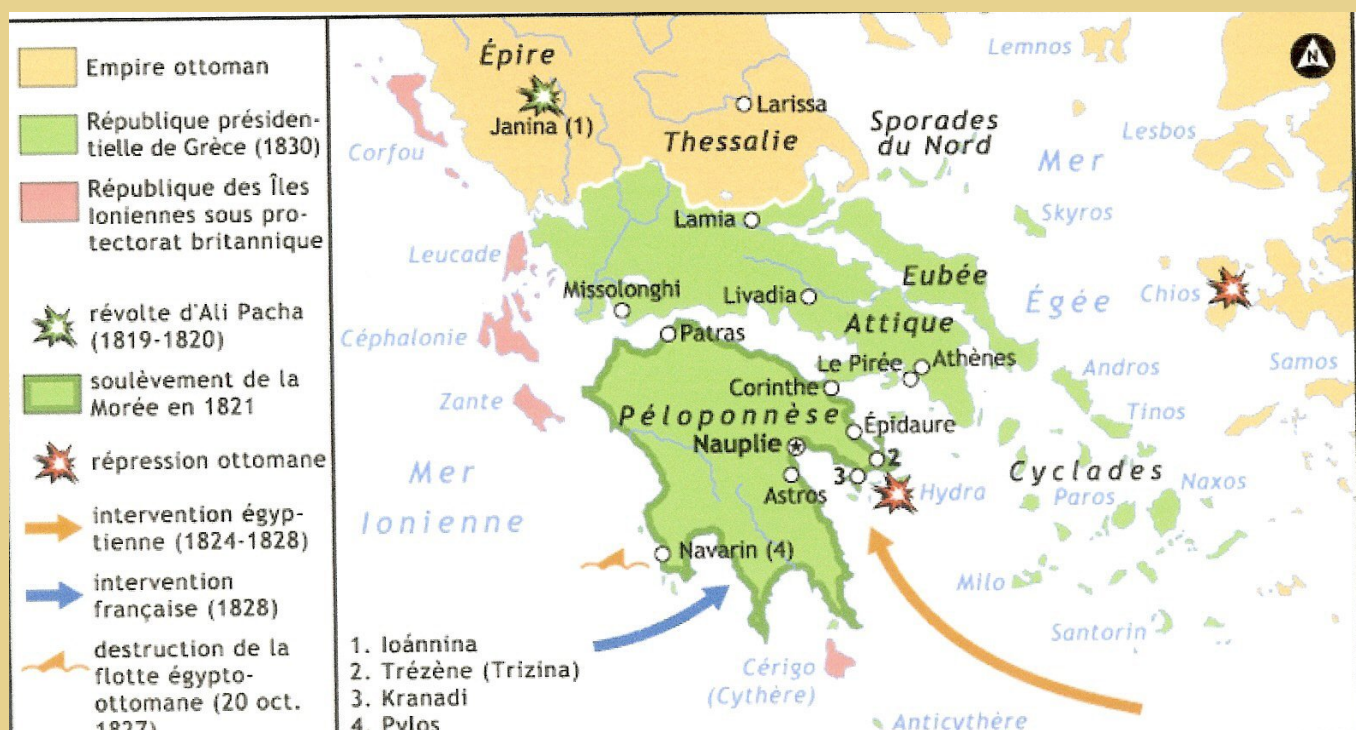 Empire ottoman
République présiden-
tielle de Grèce (1830)
République des Îles
Ioniennes sous pro-
tectorat britannique
révolte d'Ali Pacha
(1819-1820)
soulèvement de la
Morée en 1821
répression ottomane
intervention égyp-
tienne (1824-1828)
intervention
française (1828)
destruction de la
flotte égypto-
ottomane (20 oct.
1827)
Épire
Janina (1)
Larissa
Thessalie
Corfou
Lemnos
N
Sporades
du Nord
Lesbos
Mer
Égée
Skyros
Lamia
Leucade
Eubée
Missolonghi
Livadia
Attique
Chios
Céphalonie
Patras
Le Pirée
Athènes
Andros
Samos
Corinthe
Zante
Péloponnèse
Épidaure
Tinos
Nauplie
2
3
Cyclades
Mer
Ionienne
Astros
Hydra
Paros
Naxos
Navarin (4)
Milo
Santorin
Cérigo
(Cythère)
Anticythère
1. Ioánnina
2. Trézène (Trizina)
3. Kranadi
4. Pylos